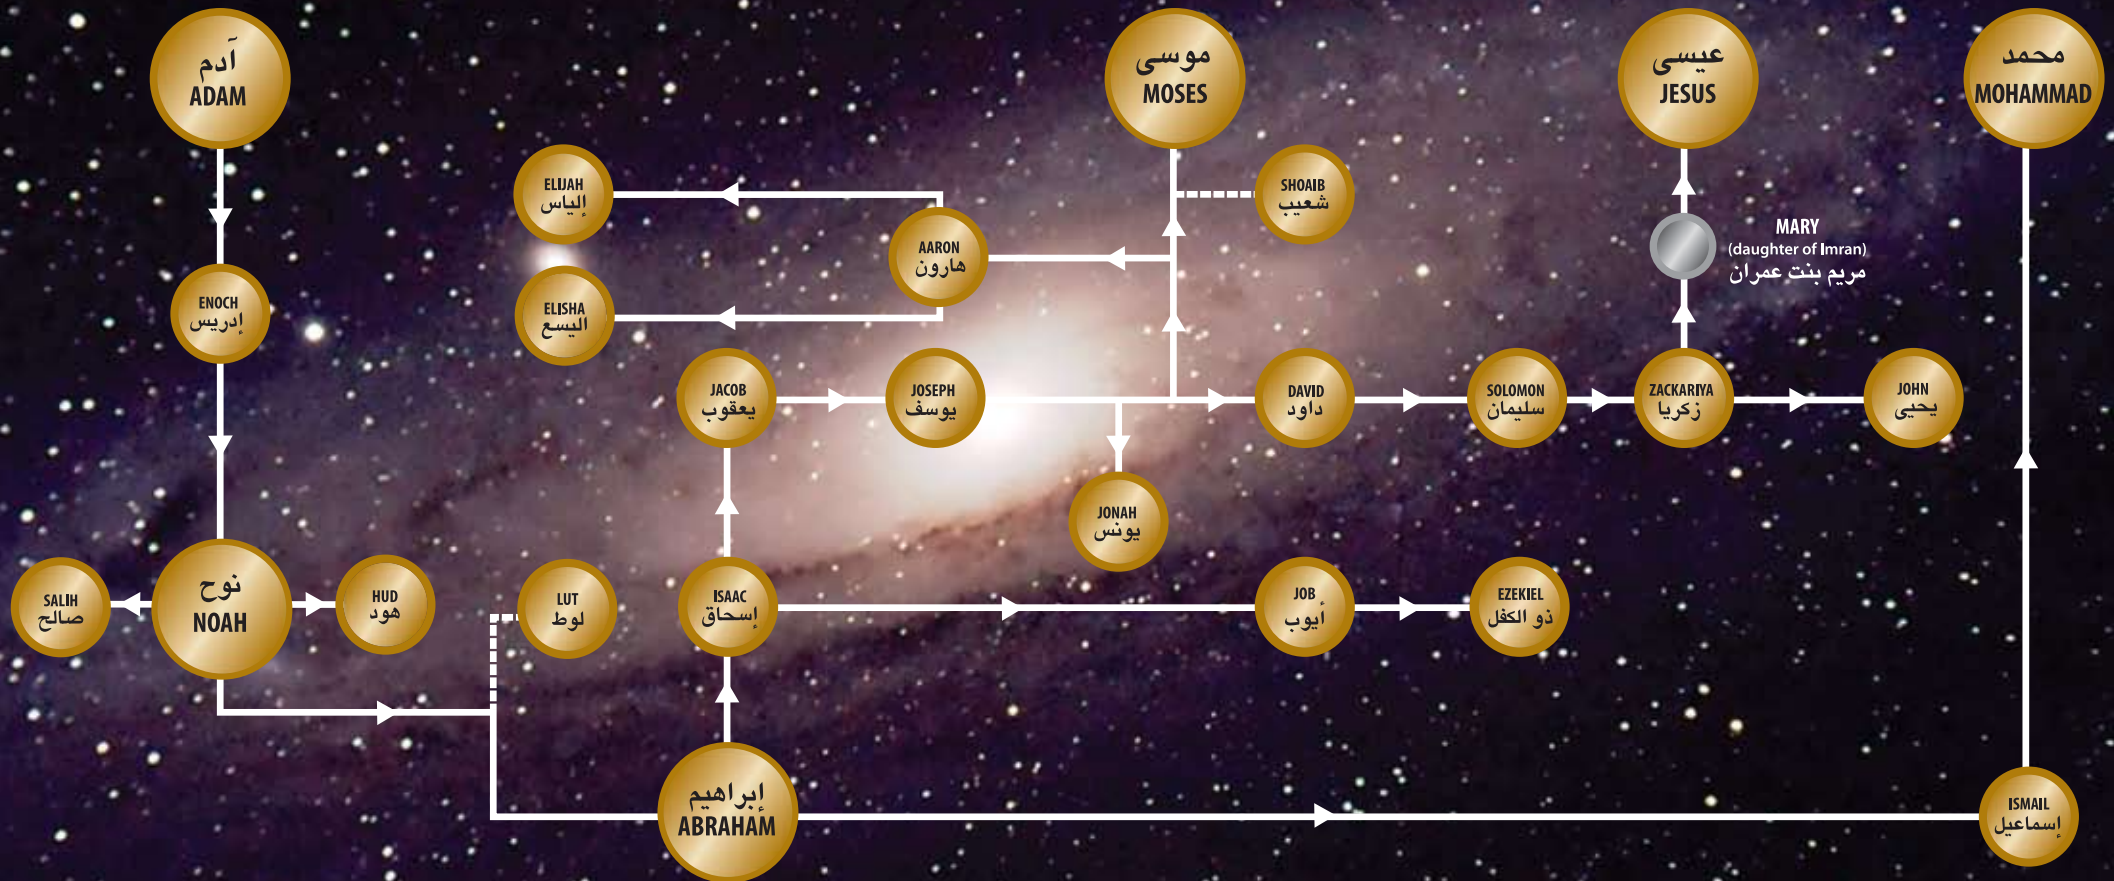 آدم
ADAM
موسى
MOSES
عيسى
JESUS
محمد
MOHAMMAD
ELIJAH
إلياس
SHOAIB
شعيب
AARON
هارون
MARY
(daughter of Imran)
مريم بنت عمران
ENOCH
إدريس
ELISHA
اليسع
JACOB
يعقوب
JOSEPH
يوسف
DAVID
داود
SOLOMON
سليمان
ZACKARIYA
زكريا
JOHN
يحيى
JONAH
يونس
SALIH
صالح
نوح
NOAH
HUD
هود
LUT
لوط
ISAAC
إسحاق
JOB
أيوب
EZEKIEL
ذو الكفل
إبراهيم
ABRAHAM
ISMAIL
إسماعيل